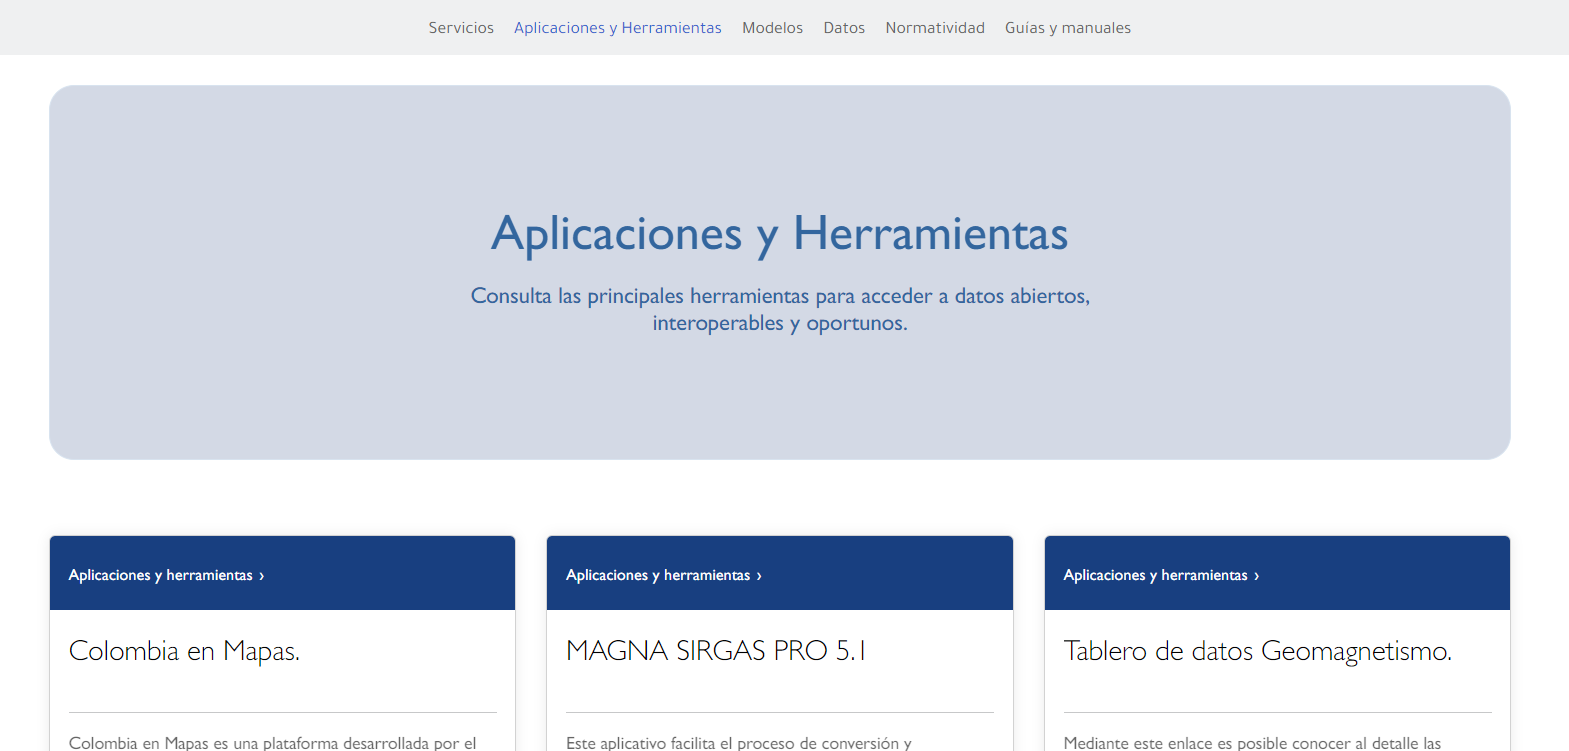 Servicios Aplicaciones y Herramientas Modelos Datos Normatividad Guías y manuales
Aplicaciones y Herramientas
Consulta las principales herramientas para acceder a datos abiertos,
interoperables y oportunos.
Aplicaciones y herramientas ›
Colombia en Mapas.
Colombia en Mapas es una plataforma desarrollada por el
Aplicaciones y herramientas ›
MAGNA SIRGAS PRO 5.1
Este aplicativo facilita el proceso de conversión y
Aplicaciones y herramientas ›
Tablero de datos Geomagnetismo.
Mediante este enlace es posible conocer al detalle las